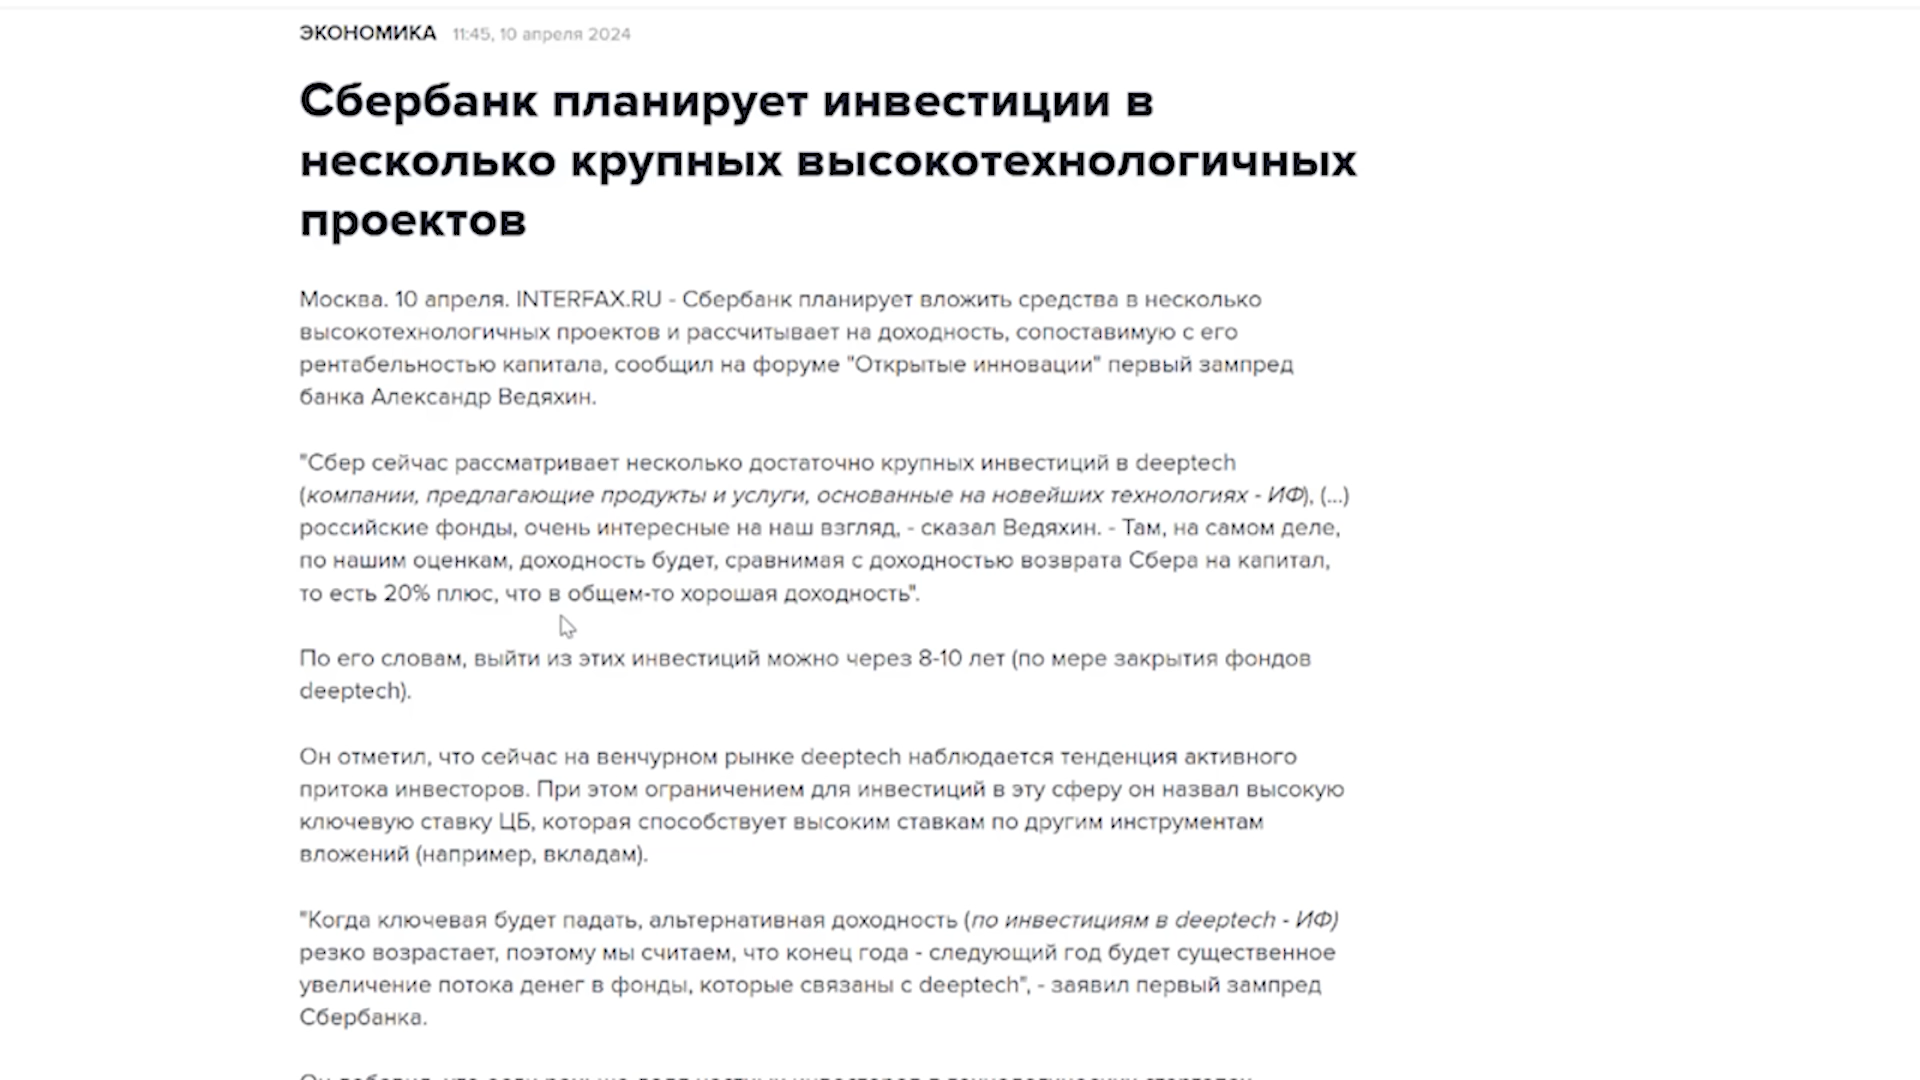 ЭКОНОМИКА 11:45, 10 апреля 2024
Сбербанк планирует инвестиции в
несколько крупных высокотехнологичных
проектов
Москва. 10 апреля. INTERFAX.RU - Сбербанк планирует вложить средства в несколько
высокотехнологичных проектов и рассчитывает на доходность, сопоставимую с его
рентабельностью капитала, сообщил на форуме "Открытые инновации" первый зампред
банка Александр Ведяхин.
"Сбер сейчас рассматривает несколько достаточно крупных инвестиций в deeptech
(компании, предлагающие продукты и услуги, основанные на новейших технологиях - ИФ), (...)
российские фонды, очень интересные на наш взгляд, - сказал Ведяхин. - Там, на самом деле,
по нашим оценкам, доходность будет, сравнимая с доходностью возврата Сбера на капитал,
то есть 20% плюс, что в общем-то хорошая доходность".
По его словам, выйти из этих инвестиций можно через 8-10 лет (по мере закрытия фондов
deeptech).
Он отметил, что сейчас на венчурном рынке deeptech наблюдается тенденция активного
притока инвесторов. При этом ограничением для инвестиций в эту сферу он назвал высокую
ключевую ставку ЦБ, которая способствует высоким ставкам по другим инструментам
вложений (например, вкладам).
"Когда ключевая будет падать, альтернативная доходность (по инвестициям в deeptech - ИФ)
резко возрастает, поэтому мы считаем, что конец года - следующий год будет существенное
увеличение потока денег в фонды, которые связаны с deeptech", - заявил первый зампред
Сбербанка.